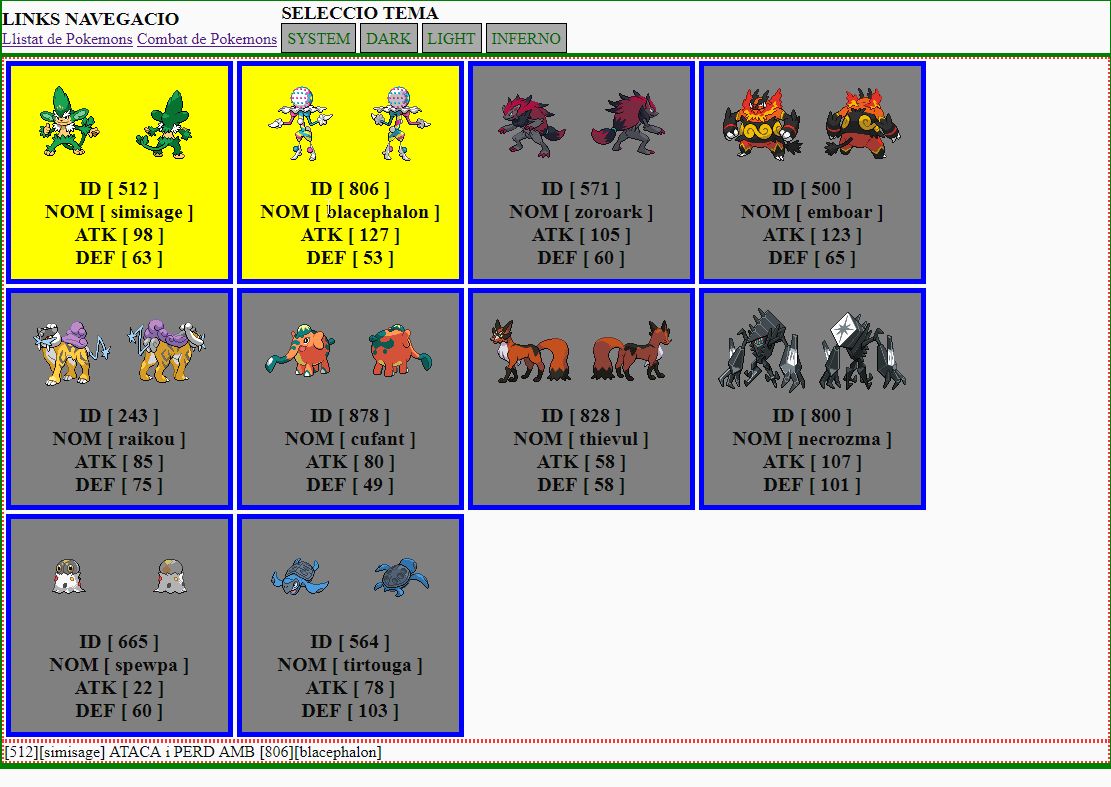 LINKS NAVEGACIO
Llistat de Pokemons Combat de Pokemons
SELECCIO TEMA
SYSTEM DARK LIGHT INFERNO
ID [ 512 ]
NOM [ simisage ]
ATK [ 98 ]
DEF [ 63 ]
ID [ 806 ]
NOM [ blacephalon ]
ATK [ 127 ]
DEF [ 53 ]
ID [ 571 ]
NOM [ zoroark ]
ATK [ 105 ]
DEF [ 60 ]
ID [ 500 ]
NOM [ emboar ]
ATK [ 123 ]
DEF [ 65 ]
ID [ 243 ]
NOM [ raikou ]
ATK [ 85 ]
DEF [ 75 ]
ID [ 878 ]
NOM [ cufant ]
ATK [ 80 ]
DEF [ 49 ]
ID [ 828 ]
NOM [ thievul ]
ATK [ 58 ]
DEF [ 58 ]
ID [ 800 ]
NOM [ necrozma ]
ATK [ 107 ]
DEF [ 101 ]
ID [ 665 ]
NOM [ spewpa ]
ATK [ 22 ]
DEF [ 60 ]
ID [ 564 ]
NOM [ tirtouga ]
ATK [ 78 ]
DEF [ 103 ]
[512][simisage] ATACA i PERD AMB [806][blacephalon]